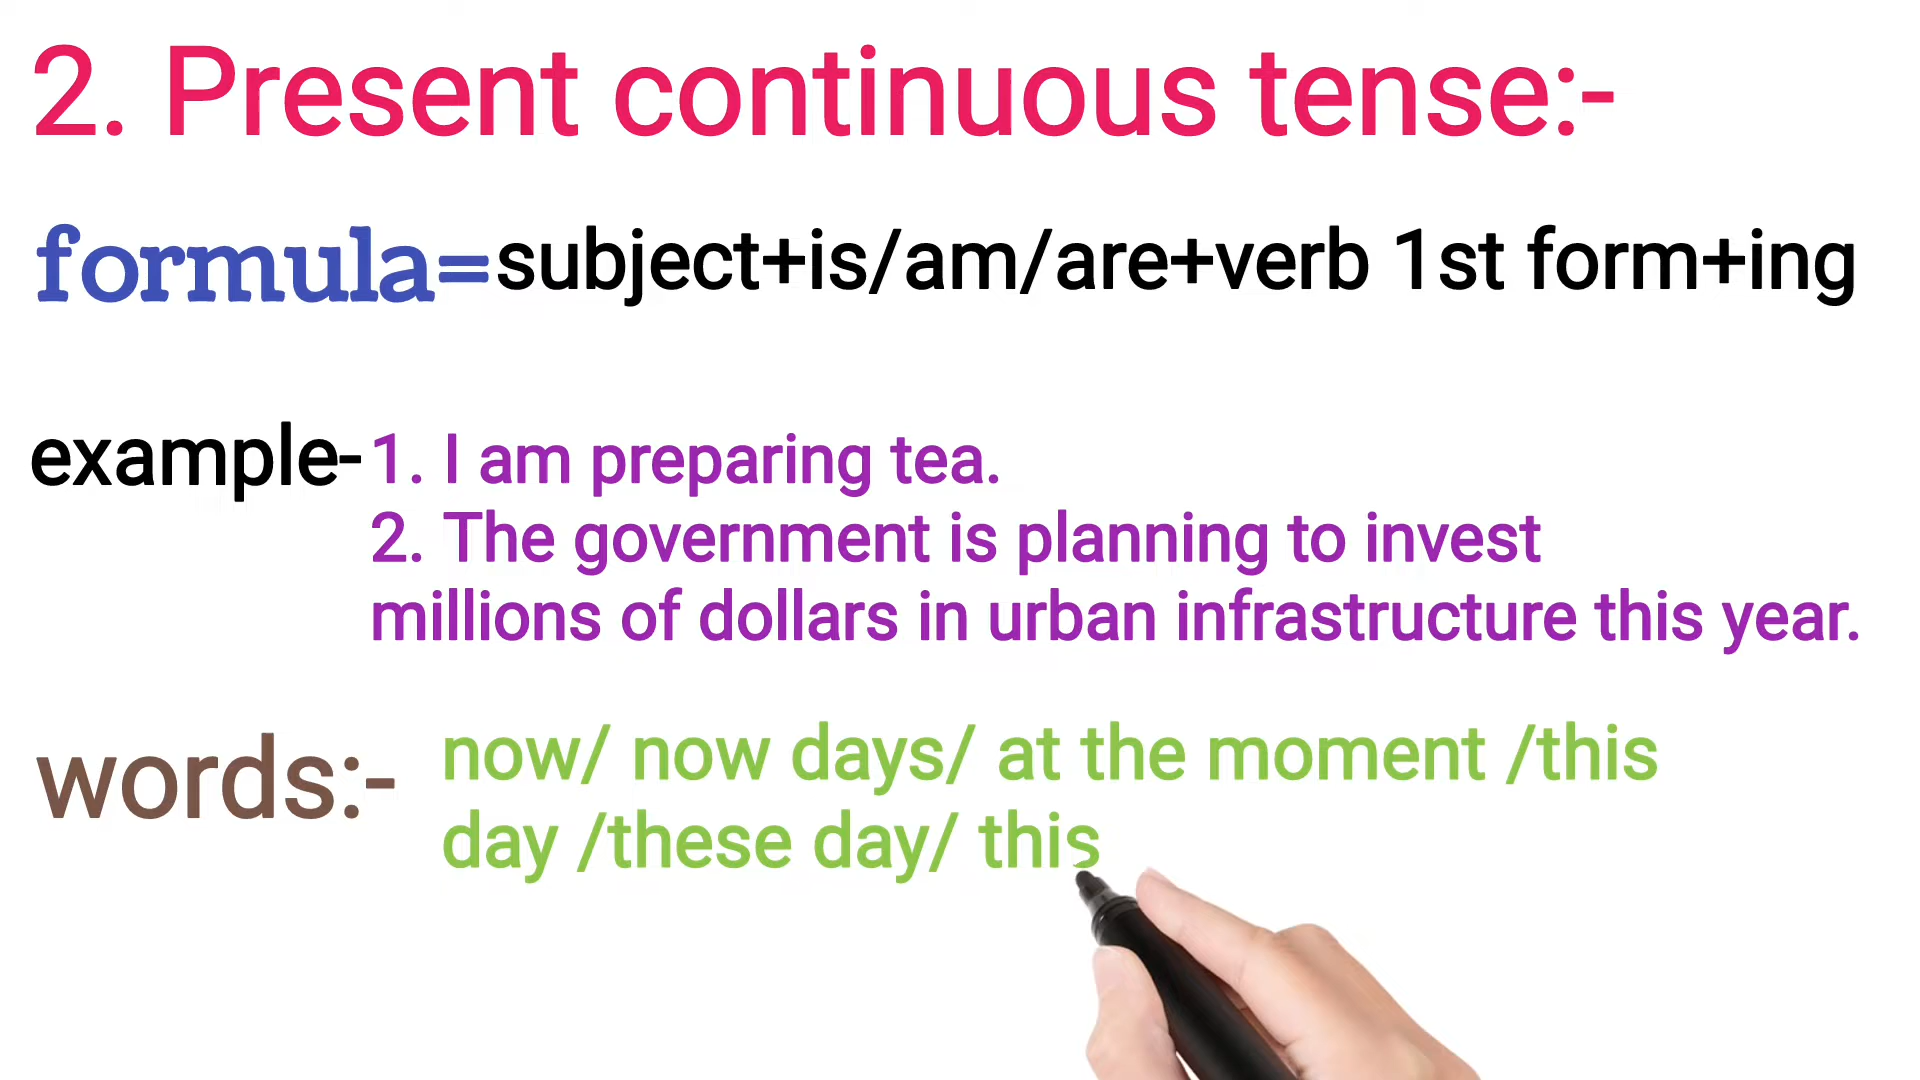 2. Present continuous tense:-
formula=subject+is/am/are+verb 1st form+ing
example-1. I am preparing tea.
2. The government is planning to invest
millions of dollars in urban infrastructure this year.
words:- now/ now days/ at the moment /this
day /these day/ this